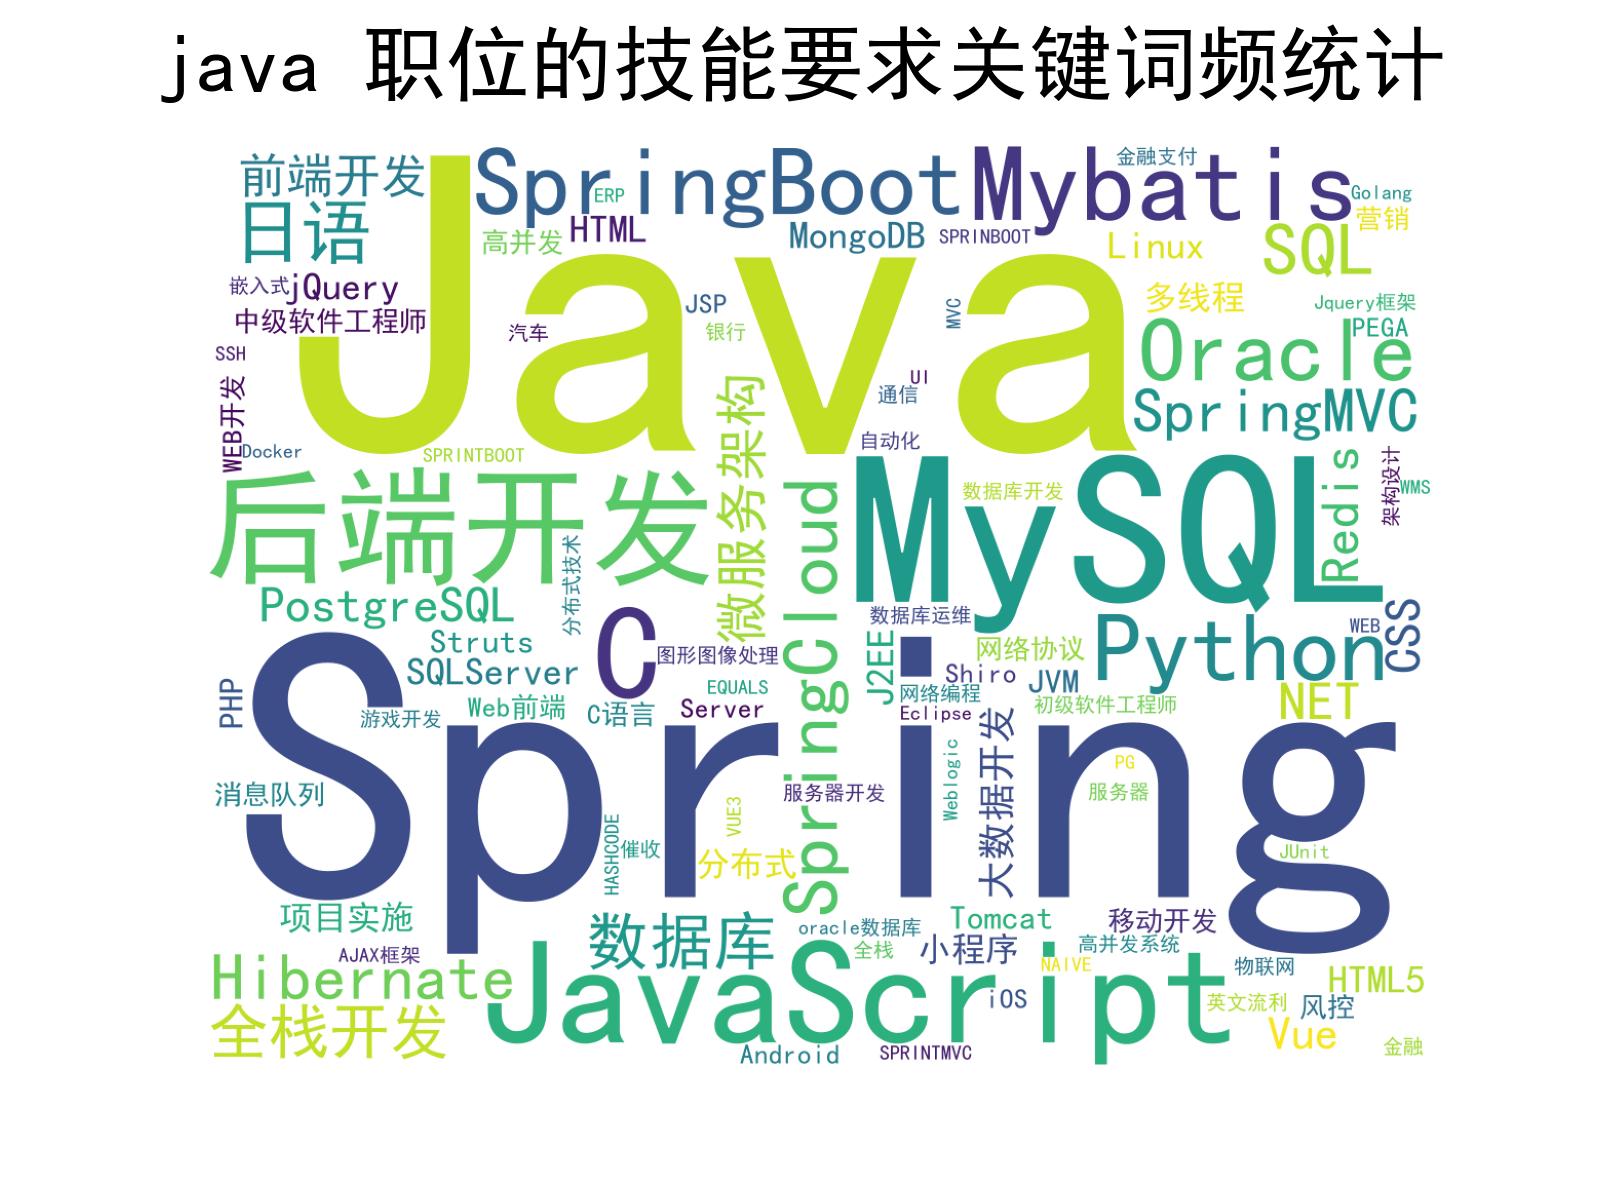 java 职位的技能要求关键词频统计
前端开发
SpringBoot
Mybatis
金融支付
ERP
Golang
日语
高并发
HTML
MongoDB
SPRINBOOT
Linux
营销
SQL
嵌入式
jQuery
Java
JSP
MVC
多线程
Jquery框架
中级软件工程师
汽车
银行
Oracle
PEGA
SSH
UI
通信
SpringMVC
WEB开发
Docker
SPRINTBOOT
微服务架构
自动化
后端开发
SpringCloud
MySQL
数据库开发
Redis
架构设计
WMS
分布式技术
PostgreSQL
C
数据库运维
Python
WEB
CSS
Struts
SQLServer
图形图像处理
J2EE
网络协议
Shiro
JVM
PHP
Spring
EQUALS
网络编程
初级软件工程师
NET
游戏开发
Web前端
C语言
Server
Eclipse
大数据开发
Weblogic
PG
消息队列
VUE3
服务器开发
服务器
HASHCODE
催收
分布式
JUnit
项目实施
数据库
oracle数据库
Tomcat
移动开发
AJAX框架
全栈
小程序
高并发系统
NAIVE
物联网
Hibernate
JavaScript
iOS
HTML5
英文流利
风控
全栈开发
Vue
金融
Android
SPRINTMVC